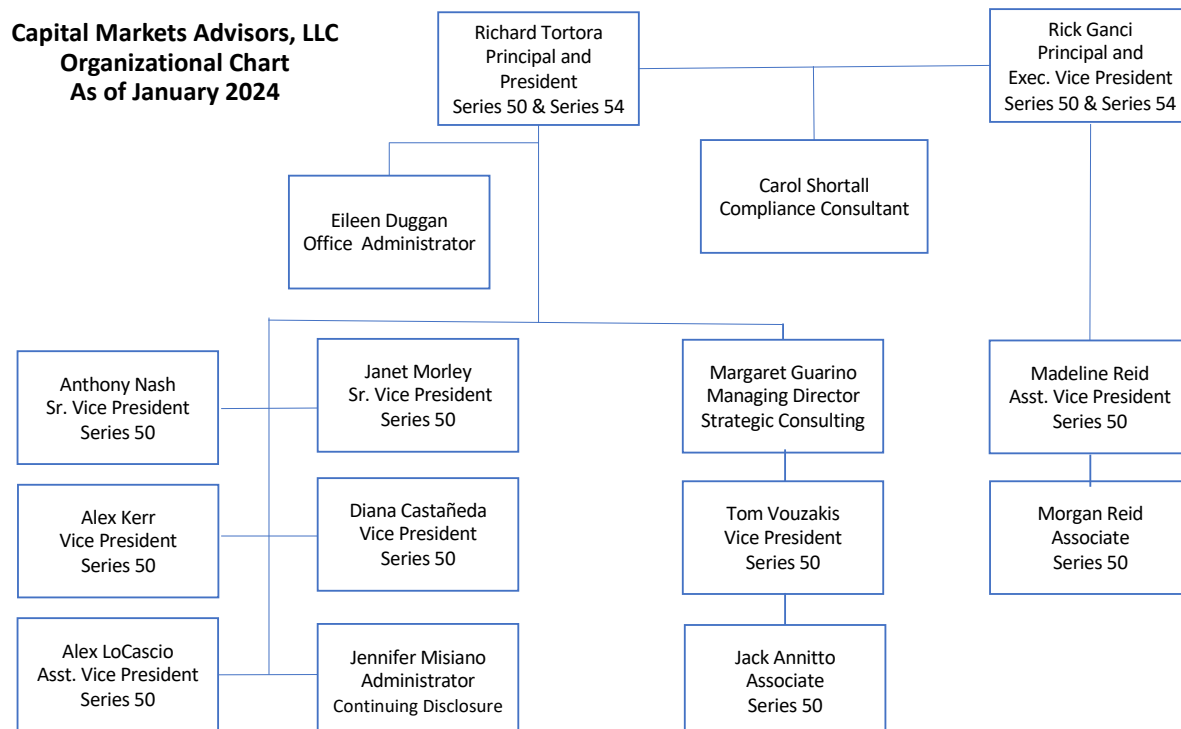 Capital Markets Advisors, LLC
Organizational Chart
As of January 2024
Richard Tortora
Principal and
President
Series 50 & Series 54
Rick Ganci
Principal and
Exec. Vice President
Series 50 & Series 54
Eileen Duggan
Office Administrator
Carol Shortall
Compliance Consultant
Anthony Nash
Sr. Vice President
Series 50
Janet Morley
Sr. Vice President
Series 50
Margaret Guarino
Managing Director
Strategic Consulting
Madeline Reid
Asst. Vice President
Series 50
Alex Kerr
Vice President
Series 50
Diana Castañeda
Vice President
Series 50
Tom Vouzakis
Vice President
Series 50
Morgan Reid
Associate
Series 50
Alex LoCascio
Asst. Vice President
Series 50
Jennifer Misiano
Administrator
Continuing Disclosure
Jack Annitto
Associate
Series 50